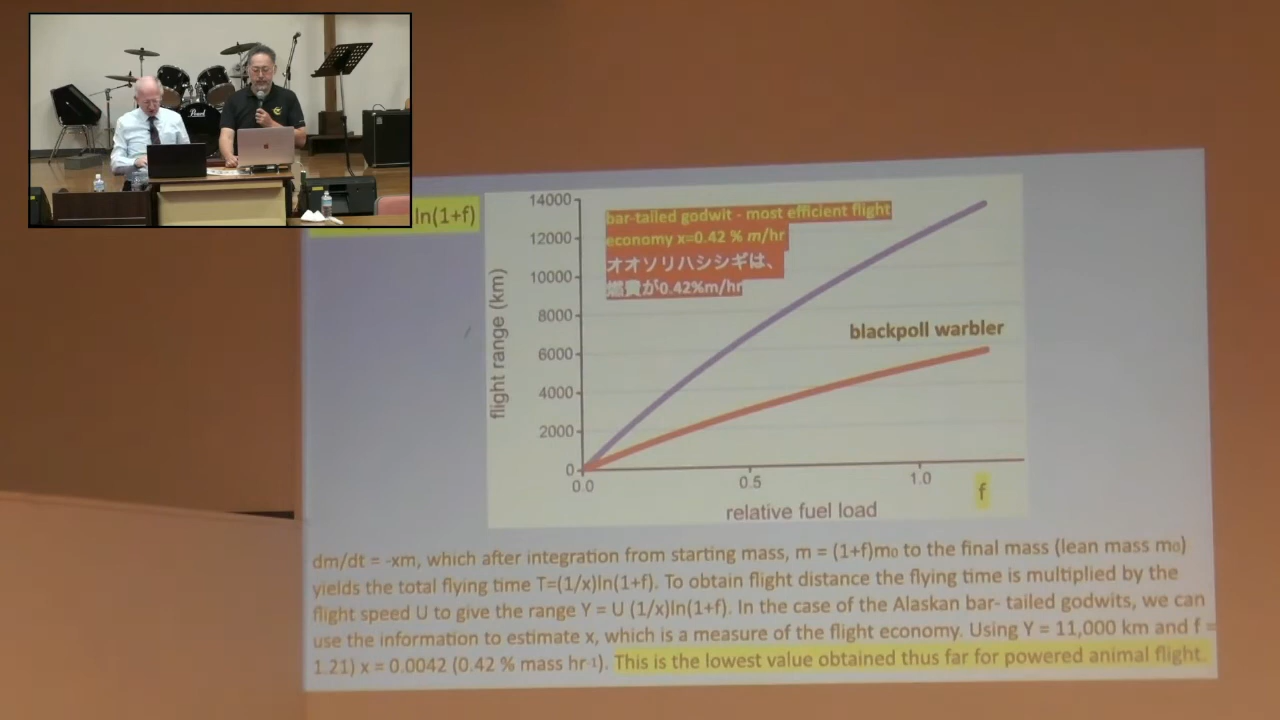 ln(1+f)
14000
12000
10000
8000
6000
4000
2000
0
flight range (km)
bar-tailed godwit - most efficient flight
economy x=0.42 % m/hr
オオソリハシシギは、
燃費が0.42%m/hr
blackpoll warbler
0.0
0.5
1.0
f
relative fuel load
dm/dt = -xm, which after integration from starting mass, m = (1+f)m₀ to the final mass (lean mass m₀)
yields the total flying time T=(1/x)ln(1+f). To obtain flight distance the flying time is multiplied by the
flight speed U to give the range Y = U (1/x)ln(1+f). In the case of the Alaskan bar- tailed godwits, we can
use the information to estimate x, which is a measure of the flight economy. Using Y = 11,000 km and f =
1.21) x = 0.0042 (0.42 % mass hr⁻¹). This is the lowest value obtained thus far for powered animal flight.
Pearl